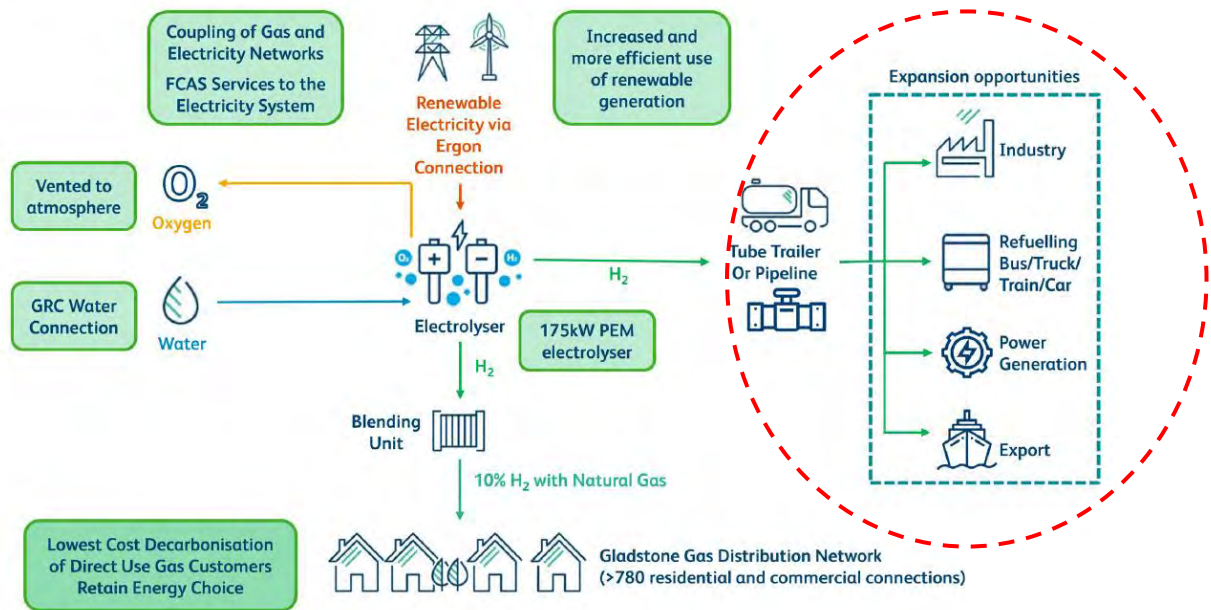 Coupling of Gas and
Electricity Networks
FCAS Services to the
Electricity System
Renewable
Electricity via
Ergon
Connection
Increased and
more efficient use
of renewable
generation
Expansion opportunities
Industry
Vented to
atmosphere
O₂
Oxygen
O₂
+
−
H₂
H₂
Tube Trailer
Or Pipeline
Refuelling
Bus/Truck/
Train/Car
GRC Water
Connection
Water
Electrolyser
175kW PEM
electrolyser
Power
Generation
H₂
Blending
Unit
Export
10% H₂ with Natural Gas
Lowest Cost Decarbonisation
of Direct Use Gas Customers
Retain Energy Choice
Gladstone Gas Distribution Network
(>780 residential and commercial connections)